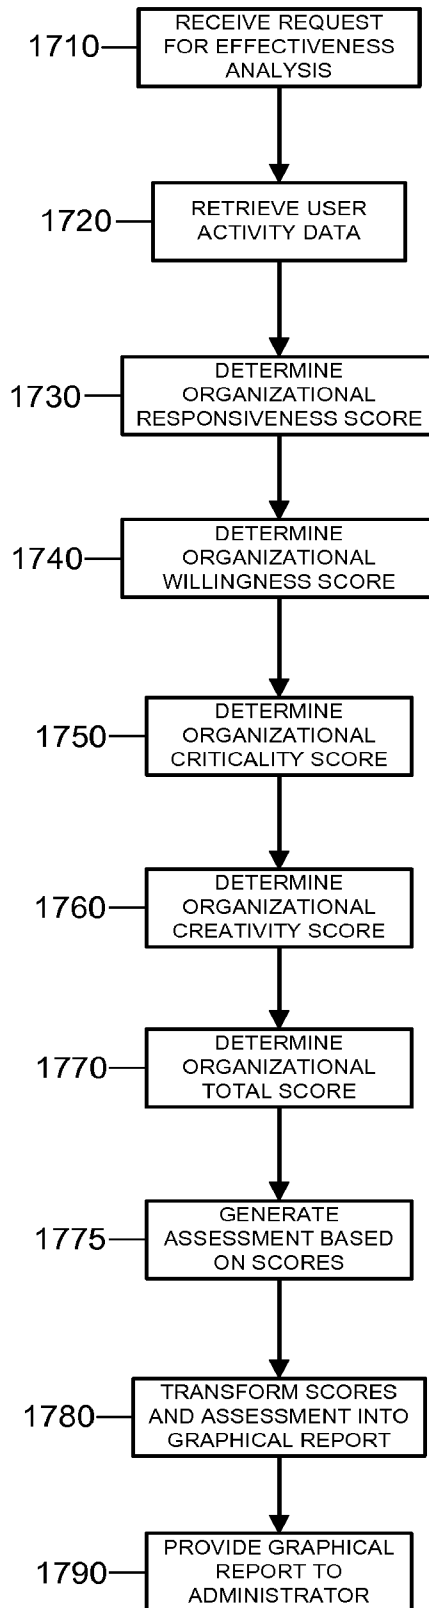 1710
RECEIVE REQUEST
FOR EFFECTIVENESS
ANALYSIS
1720
RETRIEVE USER
ACTIVITY DATA
1730
DETERMINE
ORGANIZATIONAL
RESPONSIVENESS SCORE
1740
DETERMINE
ORGANIZATIONAL
WILLINGNESS SCORE
1750
DETERMINE
ORGANIZATIONAL
CRITICALITY SCORE
1760
DETERMINE
ORGANIZATIONAL
CREATIVITY SCORE
1770
DETERMINE
ORGANIZATIONAL
TOTAL SCORE
1775
GENERATE
ASSESSMENT BASED
ON SCORES
1780
TRANSFORM SCORES
AND ASSESSMENT INTO
GRAPHICAL REPORT
1790
PROVIDE GRAPHICAL
REPORT TO
ADMINISTRATOR